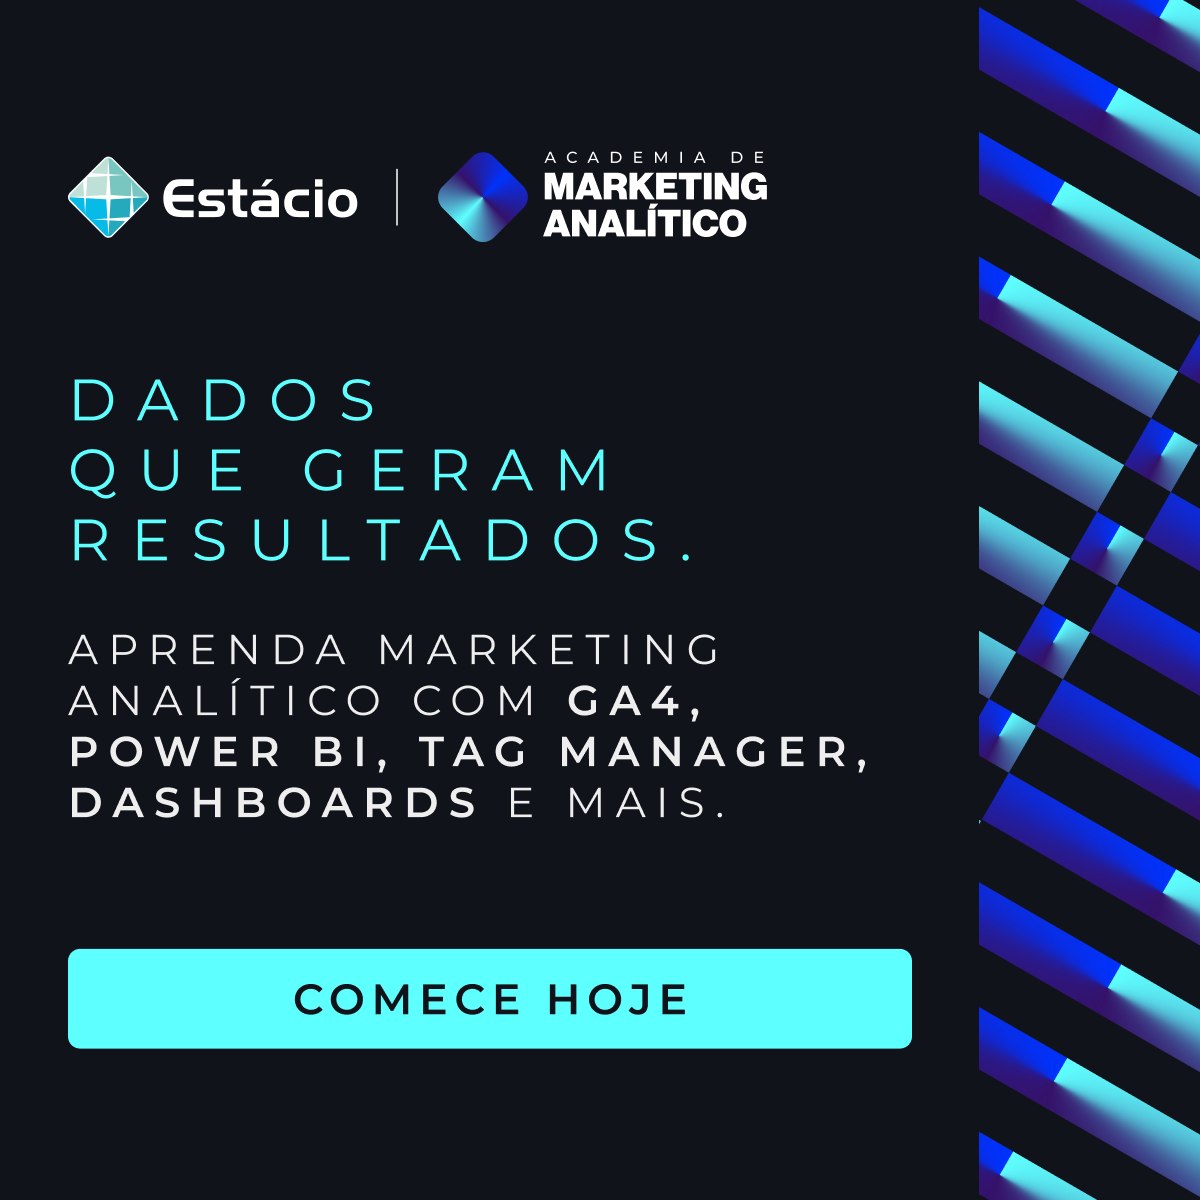 Estácio
ACADEMIA DE
MARKETING
ANALÍTICO
DADOS
QUE GERAM
RESULTADOS.
APRENDA MARKETING
ANALÍTICO COM GA4,
POWER BI, TAG MANAGER,
DASHBOARDS E MAIS.
COMECE HOJE